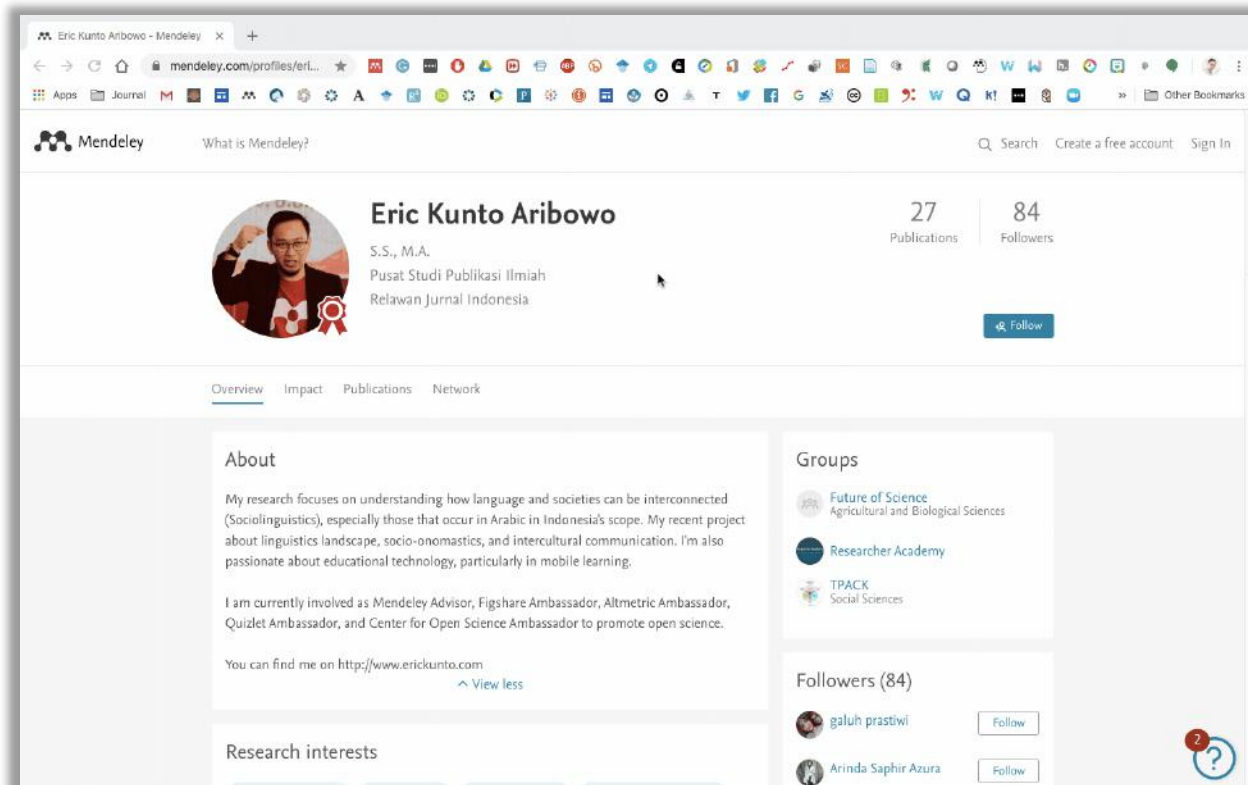 Eric Kunto Aribowo - Mendeley
mendeley.com/profiles/eri...
Apps
Journal
Other Bookmarks
Mendeley
What is Mendeley?
Search
Create a free account
Sign In
Eric Kunto Aribowo
S.S., M.A.
Pusat Studi Publikasi Ilmiah
Relawan Jurnal Indonesia
27
Publications
84
Followers
Follow
Overview
Impact
Publications
Network
About
My research focuses on understanding how language and societies can be interconnected
(Sociolinguistics), especially those that occur in Arabic in Indonesia's scope. My recent project
about linguistics landscape, socio-onomastics, and intercultural communication. I'm also
passionate about educational technology, particularly in mobile learning.
I am currently involved as Mendeley Advisor, Figshare Ambassador, Altmetric Ambassador,
Quizlet Ambassador, and Center for Open Science Ambassador to promote open science.
You can find me on http://www.erickunto.com
View less
Research interests
Groups
Future of Science
Agricultural and Biological Sciences
Researcher Academy
TPACK
Social Sciences
Followers (84)
galuh prastiwi
Follow
Arinda Saphir Azura
Follow
2
?